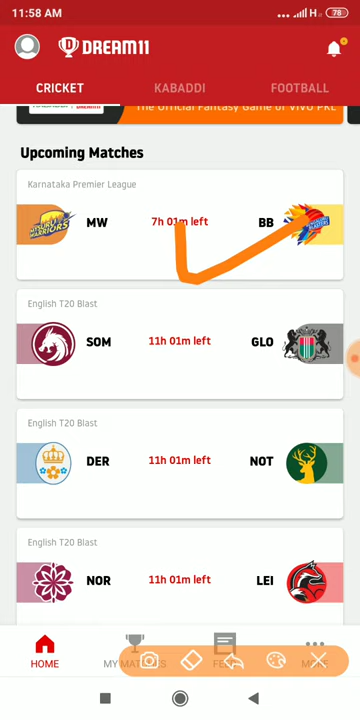 11:58 AM
H
78
DREAM11
CRICKET KABADDI FOOTBALL
The Official Fantasy Game of VIVO PKL
Upcoming Matches
Karnataka Premier League
MW 7h 01m left BB
English T20 Blast
SOM 11h 01m left GLO
English T20 Blast
DER 11h 01m left NOT
English T20 Blast
NOR 11h 01m left LEI
HOME